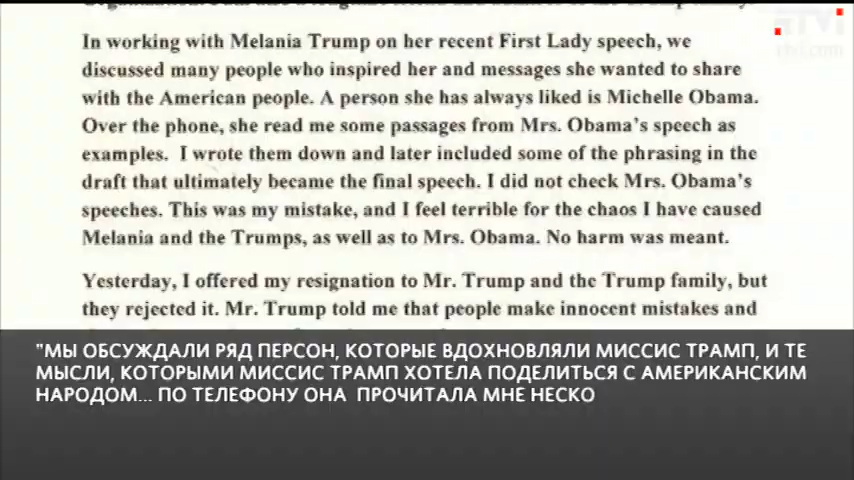 In working with Melania Trump on her recent First Lady speech, we
discussed many people who inspired her and messages she wanted to share
with the American people. A person she has always liked is Michelle Obama.
Over the phone, she read me some passages from Mrs. Obama's speech as
examples. I wrote them down and later included some of the phrasing in the
draft that ultimately became the final speech. I did not check Mrs. Obama's
speeches. This was my mistake, and I feel terrible for the chaos I have caused
Melania and the Trumps, as well as to Mrs. Obama. No harm was meant.
Yesterday, I offered my resignation to Mr. Trump and the Trump family, but
they rejected it. Mr. Trump told me that people make innocent mistakes and
"МЫ ОБСУЖДАЛИ РЯД ПЕРСОН, КОТОРЫЕ ВДОХНОВЛЯЛИ МИССИС ТРАМП, И ТЕ
МЫСЛИ, КОТОРЫМИ МИССИС ТРАМП ХОТЕЛА ПОДЕЛИТЬСЯ С АМЕРИКАНСКИМ
НАРОДОМ... ПО ТЕЛЕФОНУ ОНА ПРОЧИТАЛА МНЕ НЕСКО